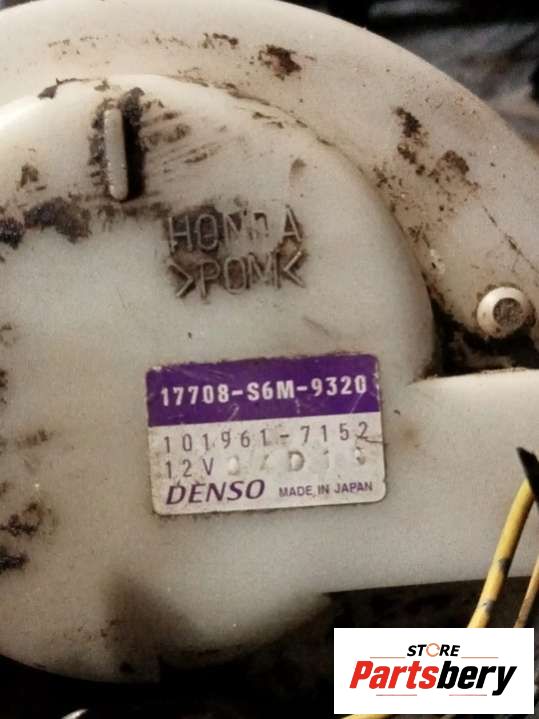 HONDA
>POM<
17708-S6M-9320
101961-7152
12V
DENSO MADE IN JAPAN
STORE
Partsbery